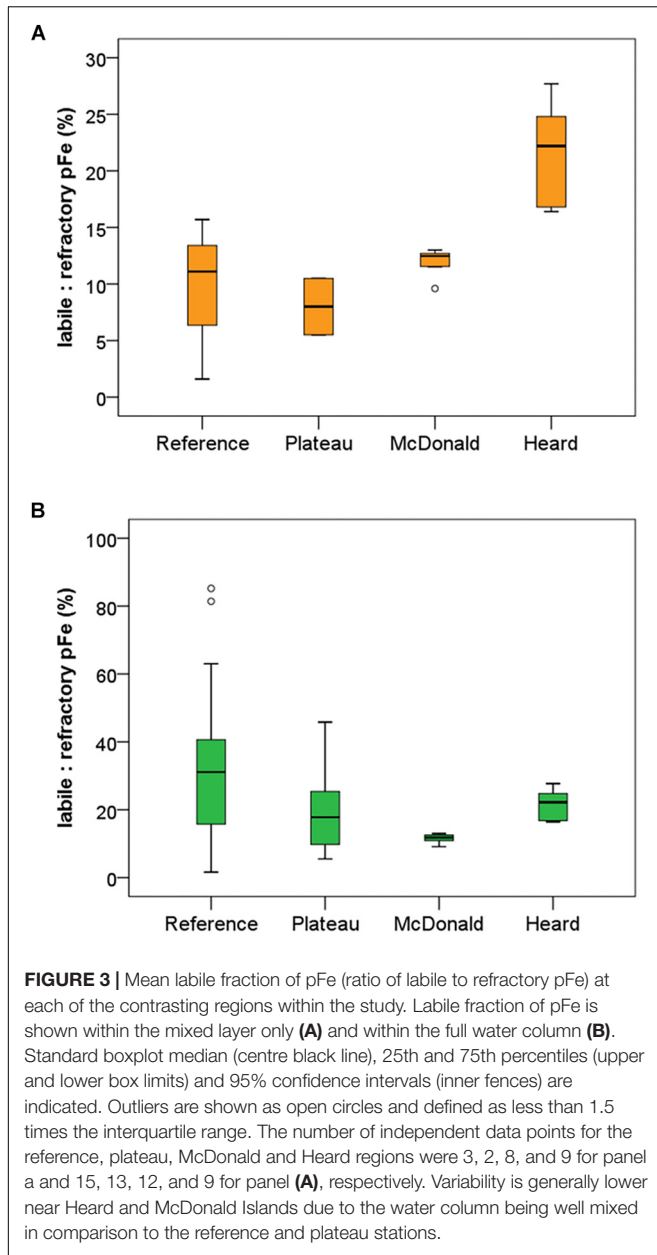 A
30
25
20
15
10
5
0
labile : refractory pFe (%)
Reference Plateau McDonald Heard
B
100
80
60
40
20
0
labile : refractory pFe (%)
Reference Plateau McDonald Heard
FIGURE 3 | Mean labile fraction of pFe (ratio of labile to refractory pFe) at
each of the contrasting regions within the study. Labile fraction of pFe is
shown within the mixed layer only (A) and within the full water column (B).
Standard boxplot median (centre black line), 25th and 75th percentiles (upper
and lower box limits) and 95% confidence intervals (inner fences) are
indicated. Outliers are shown as open circles and defined as less than 1.5
times the interquartile range. The number of independent data points for the
reference, plateau, McDonald and Heard regions were 3, 2, 8, and 9 for panel
a and 15, 13, 12, and 9 for panel (A), respectively. Variability is generally lower
near Heard and McDonald Islands due to the water column being well mixed
in comparison to the reference and plateau stations.